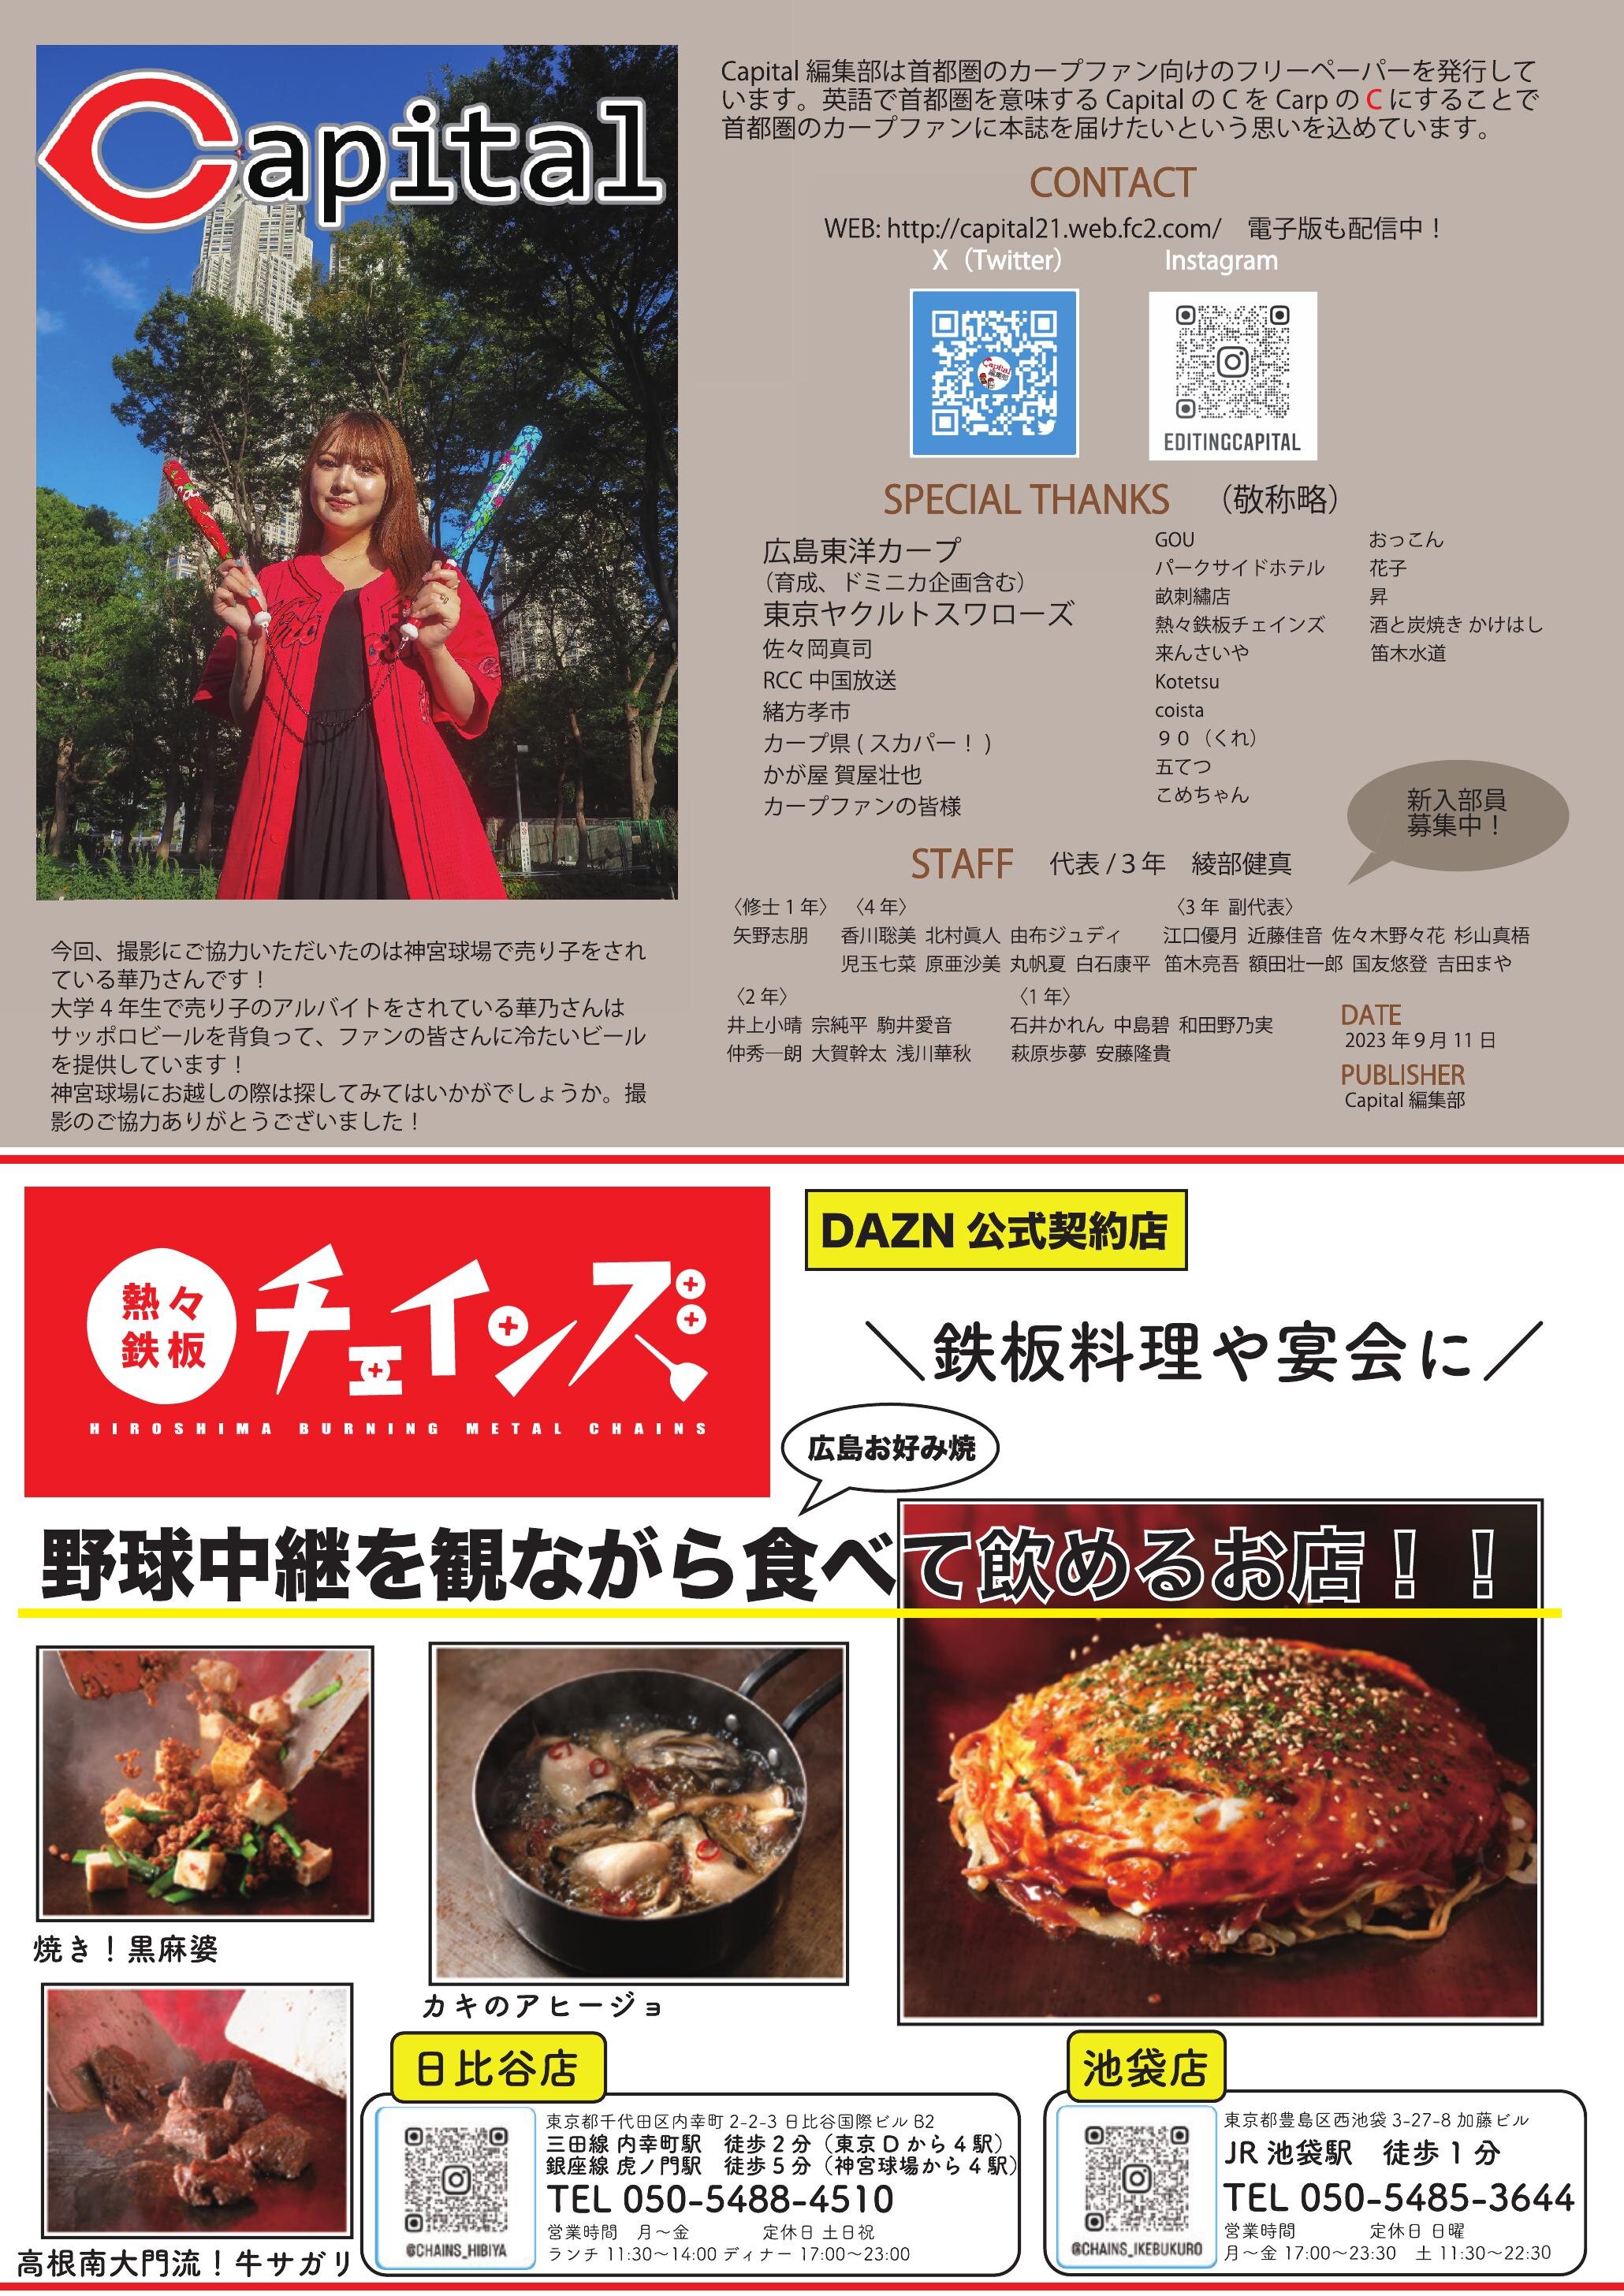 Capital
Capital 編集部は首都圏のカープファン向けのフリーペーパーを発行して
います。英語で首都圏を意味する Capital の C を Carp の C にすることで
首都圏のカープファンに本誌を届けたいという思いを込めています。
CONTACT
WEB: http://capital21.web.fc2.com/　電子版も配信中！
X（Twitter）
Instagram
EDITINGCAPITAL
SPECIAL THANKS　（敬称略）
広島東洋カープ
（育成、ドミニカ企画含む）
東京ヤクルトスワローズ
佐々岡真司
RCC 中国放送
緒方孝市
カープ県 ( スカパー！ )
かが屋 賀屋壮也
カープファンの皆様
GOU
パークサイドホテル
畝刺繡店
熱々鉄板チェインズ
来んさいや
Kotetsu
coista
９０（くれ）
五てつ
こめちゃん
おっこん
花子
昇
酒と炭焼き かけはし
笛木水道
新入部員
募集中！
STAFF　代表 / 3 年　綾部健真
〈修士 1 年〉
矢野志朋
〈4 年〉
香川聡美 北村眞人 由布ジュディ
児玉七菜 原亜沙美 丸帆夏 白石康平
〈3 年 副代表〉
江口優月 近藤佳音 佐々木野々花 杉山真梧
笛木亮吾 額田壮一郎 国友悠登 吉田まや
〈2 年〉
井上小晴 宗純平 駒井愛音
仲秀一朗 大賀幹太 浅川華秋
〈1 年〉
石井かれん 中島碧 和田野乃実
萩原歩夢 安藤隆貴
DATE
2023 年 9 月 11 日
PUBLISHER
Capital 編集部
今回、撮影にご協力いただいたのは神宮球場で売り子をされ
ている華乃さんです！
大学 4 年生で売り子のアルバイトをされている華乃さんは
サッポロビールを背負って、ファンの皆さんに冷たいビール
を提供しています！
神宮球場にお越しの際は探してみてはいかがでしょうか。撮
影のご協力ありがとうございました！
熱々
鉄板
チェインズ
HIROSHIMA BURNING METAL CHAINS
DAZN 公式契約店
＼鉄板料理や宴会に／
広島お好み焼
野球中継を観ながら食べて飲めるお店！！
焼き！黒麻婆
カキのアヒージョ
高根南大門流！牛サガリ
日比谷店
@CHAINS_HIBIYA
東京都千代田区内幸町 2-2-3 日比谷国際ビル B2
三田線 内幸町駅　徒歩 2 分（東京 D から 4 駅）
銀座線 虎ノ門駅　徒歩 5 分（神宮球場から 4 駅）
TEL 050-5488-4510
営業時間　月～金　　　　定休日 土日祝
ランチ 11:30～14:00 ディナー 17:00～23:00
池袋店
@CHAINS_IKEBUKURO
東京都豊島区西池袋 3-27-8 加藤ビル
JR 池袋駅　徒歩 1 分
TEL 050-5485-3644
営業時間　　　　定休日 日曜
月～金 17:00～23:30　土 11:30～22:30